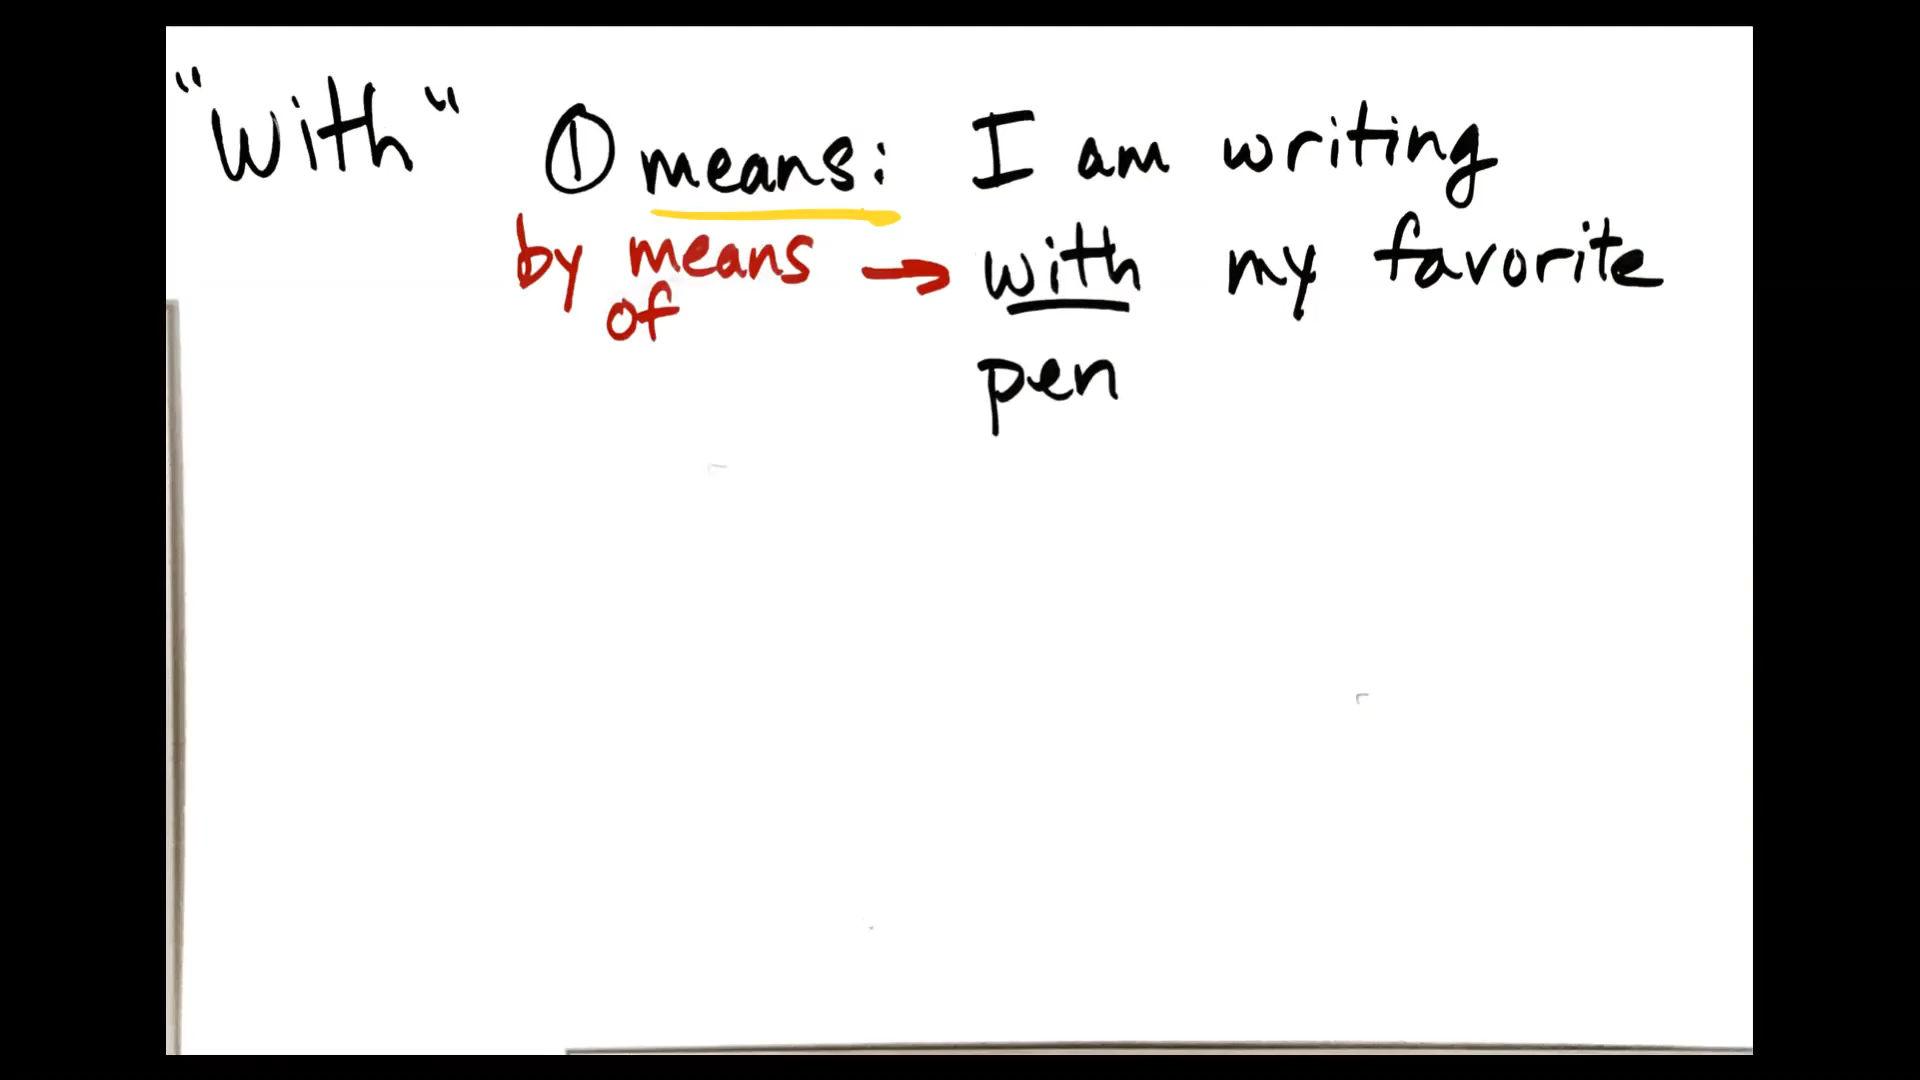 "With" ① means: I am writing
by means → with my favorite
of
pen